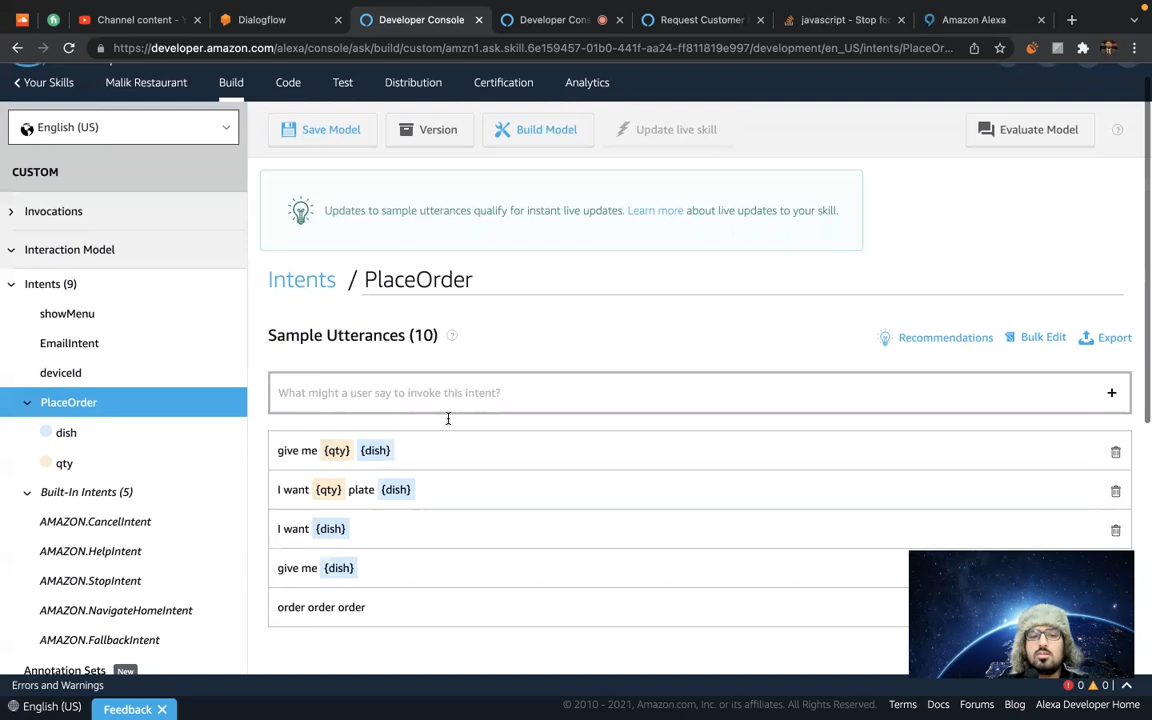 Channel content - Y
Dialogflow
Developer Console
Developer Con
Request Customer
javascript - Stop for
Amazon Alexa
https://developer.amazon.com/alexa/console/ask/build/custom/amzn1.ask.skill.6e159457-01b0-441f-aa24-ff811819e997/development/en_US/intents/PlaceOr...
Your Skills
Malik Restaurant
Build
Code
Test
Distribution
Certification
Analytics
English (US)
Save Model
Version
Build Model
Update live skill
Evaluate Model
CUSTOM
Invocations
Updates to sample utterances qualify for instant live updates. Learn more about live updates to your skill.
Interaction Model
Intents (9)
Intents / PlaceOrder
showMenu
EmailIntent
Sample Utterances (10)
Recommendations
Bulk Edit
Export
deviceId
PlaceOrder
What might a user say to invoke this intent?
dish
give me {qty} {dish}
qty
I want {qty} plate {dish}
Built-In Intents (5)
AMAZON.CancelIntent
I want {dish}
AMAZON.HelpIntent
give me {dish}
AMAZON.StopIntent
order order order
AMAZON.NavigateHomeIntent
AMAZON.FallbackIntent
Annotation Sets New
Errors and Warnings
0
0
English (US)
Feedback
© 2010 - 2021, Amazon.com, Inc. or its affiliates. All Rights Reserved.
Terms
Docs
Forums
Blog
Alexa Developer Home